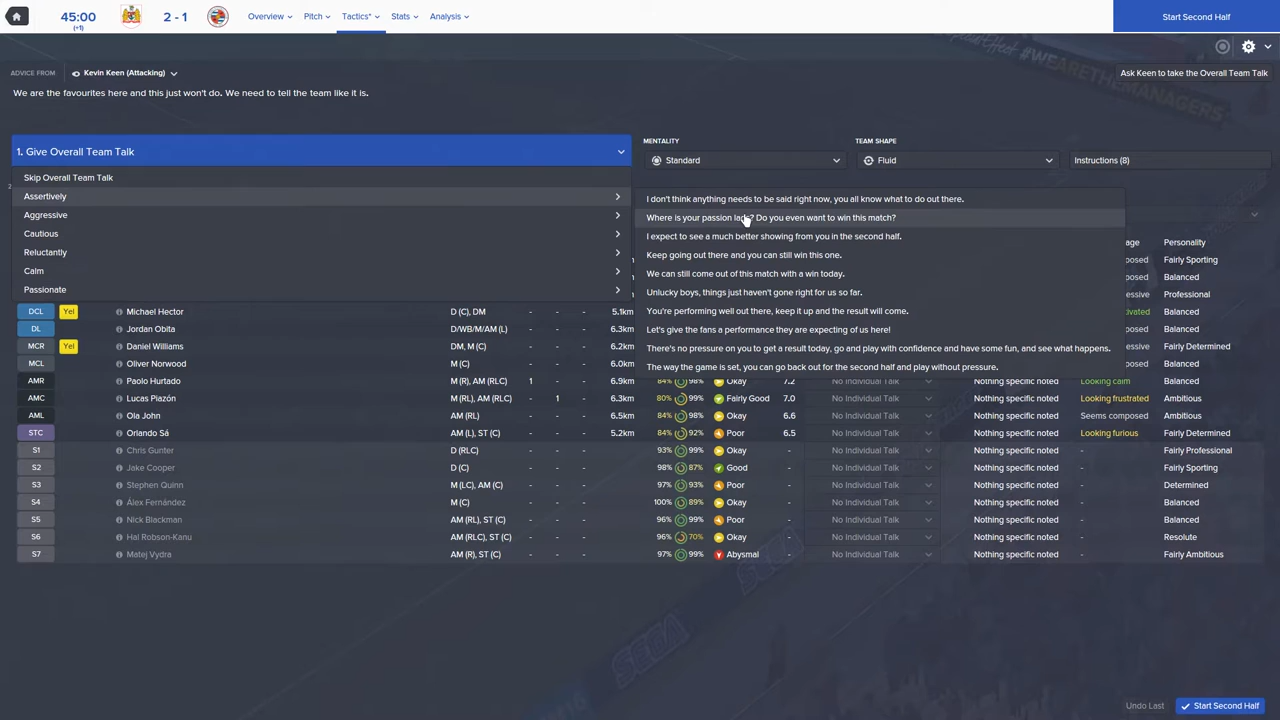 45:00
(+1)
2 - 1
Overview
Pitch
Tactics*
Stats
Analysis
Start Second Half
ADVICE FROM
Kevin Keen (Attacking)
Ask Keen to take the Overall Team Talk
We are the favourites here and this just won't do. We need to tell the team like it is.
1. Give Overall Team Talk
MENTALITY
Standard
TEAM SHAPE
Fluid
Instructions (8)
Skip Overall Team Talk
Assertively
Aggressive
Cautious
Reluctantly
Calm
Passionate
I don't think anything needs to be said right now, you all know what to do out there.
Where is your passion lads? Do you even want to win this match?
I expect to see a much better showing from you in the second half.
Keep going out there and you can still win this one.
We can still come out of this match with a win today.
Unlucky boys, things just haven't gone right for us so far.
You're performing well out there, keep it up and the result will come.
Let's give the fans a performance they are expecting of us here!
There's no pressure on you to get a result today, go and play with confidence and have some fun, and see what happens.
The way the game is set, you can go back out for the second half and play without pressure.
Personality
Fairly Sporting
Balanced
Professional
DCL Yel Michael Hector D (C), DM - - - 5.1km Balanced
DL Jordan Obita D/WB/M/AM (L) - - - 6.3km
MCR Yel Daniel Williams DM, M (C) - - - 6.2km Fairly Determined
MCL Oliver Norwood M (C) - - - 6.0km Balanced
AMR Paolo Hurtado M (R), AM (RLC) 1 - - 6.9km 84% 98% Okay 7.2 No Individual Talk Nothing specific noted Looking calm Balanced
AMC Lucas Piazón M (RL), AM (RLC) - 1 - 6.3km 80% 99% Fairly Good 7.0 No Individual Talk Nothing specific noted Looking frustrated Ambitious
AML Ola John AM (RL) - - - 6.5km 84% 98% Okay 6.6 No Individual Talk Nothing specific noted Seems composed Ambitious
STC Orlando Sá AM (L), ST (C) - - - 5.2km 84% 92% Poor 6.5 No Individual Talk Nothing specific noted Looking furious Fairly Determined
S1 Chris Gunter D (RLC) - - - 93% 99% Okay - No Individual Talk Nothing specific noted - Fairly Professional
S2 Jake Cooper D (C) - - - 98% 87% Good - No Individual Talk Nothing specific noted - Fairly Sporting
S3 Stephen Quinn M (LC), AM (C) - - - 97% 93% Poor - No Individual Talk Nothing specific noted - Determined
S4 Álex Fernández M (C) - - - 100% 89% Okay - No Individual Talk Nothing specific noted - Balanced
S5 Nick Blackman AM (RL), ST (C) - - - 96% 99% Poor - No Individual Talk Nothing specific noted - Balanced
S6 Hal Robson-Kanu AM (RLC), ST (C) - - - 96% 70% Okay - No Individual Talk Nothing specific noted - Resolute
S7 Matej Vydra AM (R), ST (C) - - - 97% 99% Abysmal - No Individual Talk Nothing specific noted - Fairly Ambitious
Undo Last
Start Second Half
#WEARETHEMANAGERS
SEGA